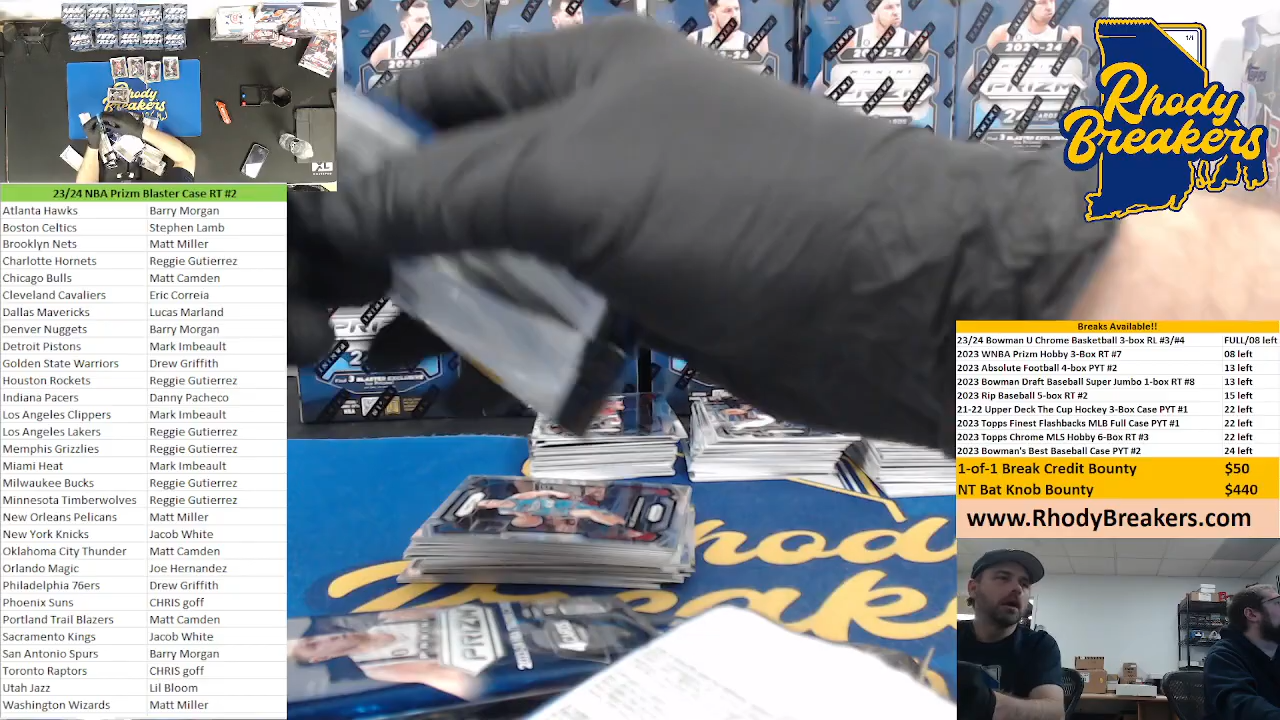 23/24 NBA Prizm Blaster Case RT #2
Atlanta Hawks Barry Morgan
Boston Celtics Stephen Lamb
Brooklyn Nets Matt Miller
Charlotte Hornets Reggie Gutierrez
Chicago Bulls Matt Camden
Cleveland Cavaliers Eric Correia
Dallas Mavericks Lucas Marland
Denver Nuggets Barry Morgan
Detroit Pistons Mark Imbeault
Golden State Warriors Drew Griffith
Houston Rockets Reggie Gutierrez
Indiana Pacers Danny Pacheco
Los Angeles Clippers Mark Imbeault
Los Angeles Lakers Reggie Gutierrez
Memphis Grizzlies Reggie Gutierrez
Miami Heat Mark Imbeault
Milwaukee Bucks Reggie Gutierrez
Minnesota Timberwolves Reggie Gutierrez
New Orleans Pelicans Matt Miller
New York Knicks Jacob White
Oklahoma City Thunder Matt Camden
Orlando Magic Joe Hernandez
Philadelphia 76ers Drew Griffith
Phoenix Suns CHRIS goff
Portland Trail Blazers Matt Camden
Sacramento Kings Jacob White
San Antonio Spurs Barry Morgan
Toronto Raptors CHRIS goff
Utah Jazz Lil Bloom
Washington Wizards Matt Miller
Rhody
Breakers
2023-24
PANINI
PRIZM
1/1
Rhody
Breakers
Breaks Available!!
23/24 Bowman U Chrome Basketball 3-box RL #3/#4 FULL/08 left
2023 WNBA Prizm Hobby 3-Box RT #7 08 left
2023 Absolute Football 4-box PYT #2 13 left
2023 Bowman Draft Baseball Super Jumbo 1-box RT #8 13 left
2023 Rip Baseball 5-box RT #2 15 left
21-22 Upper Deck The Cup Hockey 3-Box Case PYT #1 22 left
2023 Topps Finest Flashbacks MLB Full Case PYT #1 22 left
2023 Topps Chrome MLS Hobby 6-Box RT #3 22 left
2023 Bowman's Best Baseball Case PYT #2 24 left
1-of-1 Break Credit Bounty $50
NT Bat Knob Bounty $440
www.RhodyBreakers.com
PRIZM